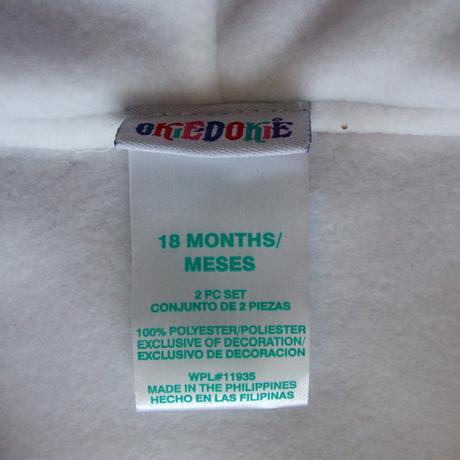 OKIEDOKIE
18 MONTHS/
MESES
2 PC SET
CONJUNTO DE 2 PIEZAS
100% POLYESTER/POLIESTER
EXCLUSIVE OF DECORATION/
EXCLUSIVO DE DECORACION
WPL#11935
MADE IN THE PHILIPPINES
HECHO EN LAS FILIPINAS